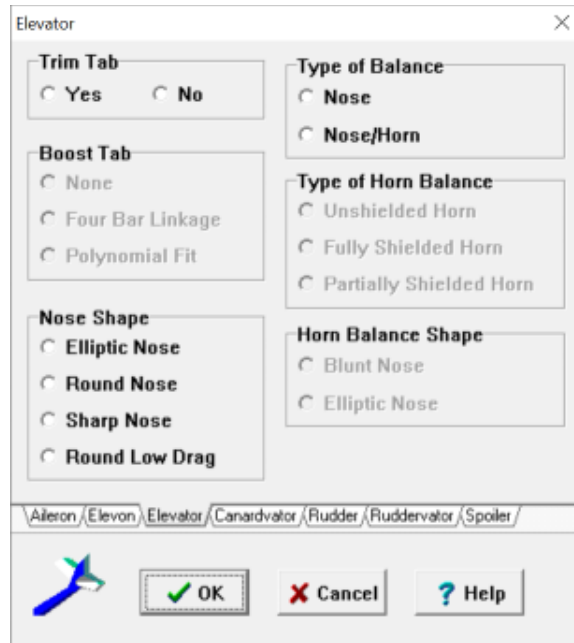 Elevator
Trim Tab
Yes
No
Boost Tab
None
Four Bar Linkage
Polynomial Fit
Nose Shape
Elliptic Nose
Round Nose
Sharp Nose
Round Low Drag
Type of Balance
Nose
Nose/Horn
Type of Horn Balance
Unshielded Horn
Fully Shielded Horn
Partially Shielded Horn
Horn Balance Shape
Blunt Nose
Elliptic Nose
Aileron Elevon Elevator Canardvator Rudder Ruddervator Spoiler
OK
Cancel
Help